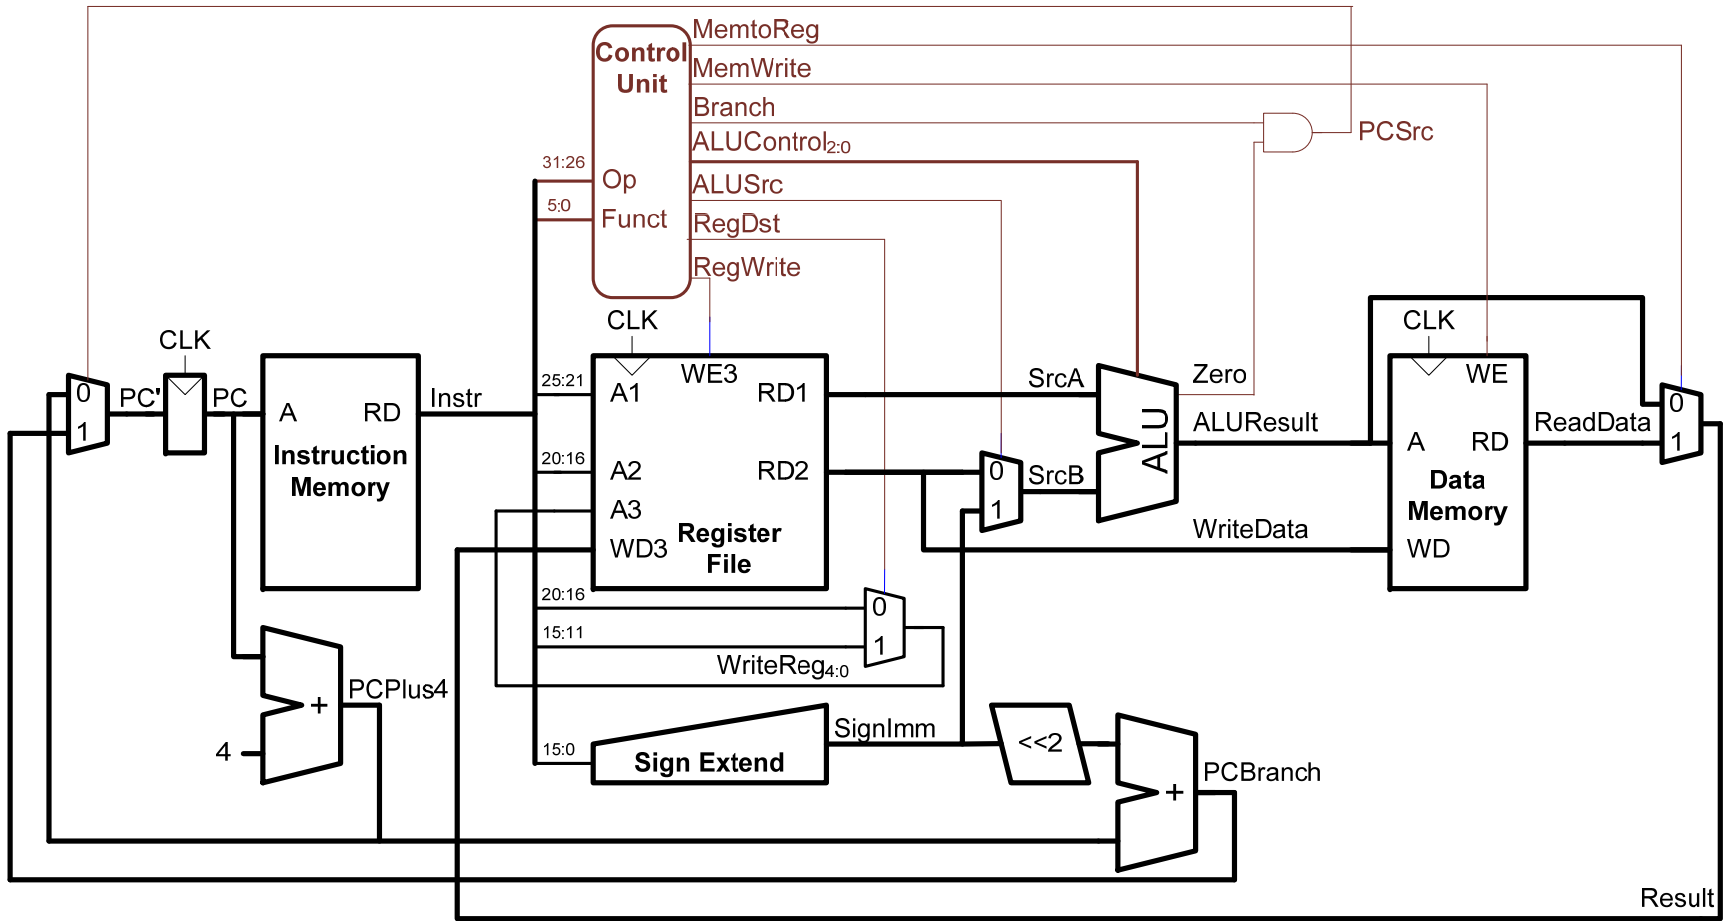 MemtoReg
Control
Unit
MemWrite
Branch
ALUControl2:0
PCSrc
31:26
Op
ALUSrc
5:0
Funct
RegDst
RegWrite
CLK
CLK
CLK
WE3
WE
0
1
PC'
PC
A
RD
Instr
Instruction
Memory
25:21
A1
RD1
SrcA
Zero
ALU
ALUResult
A
RD
ReadData
0
1
20:16
A2
RD2
0
1
SrcB
Data
Memory
A3
Register
File
WD3
WriteData
WD
20:16
0
15:11
1
WriteReg4:0
PCPlus4
+
4
15:0
Sign Extend
SignImm
<<2
PCBranch
+
Result